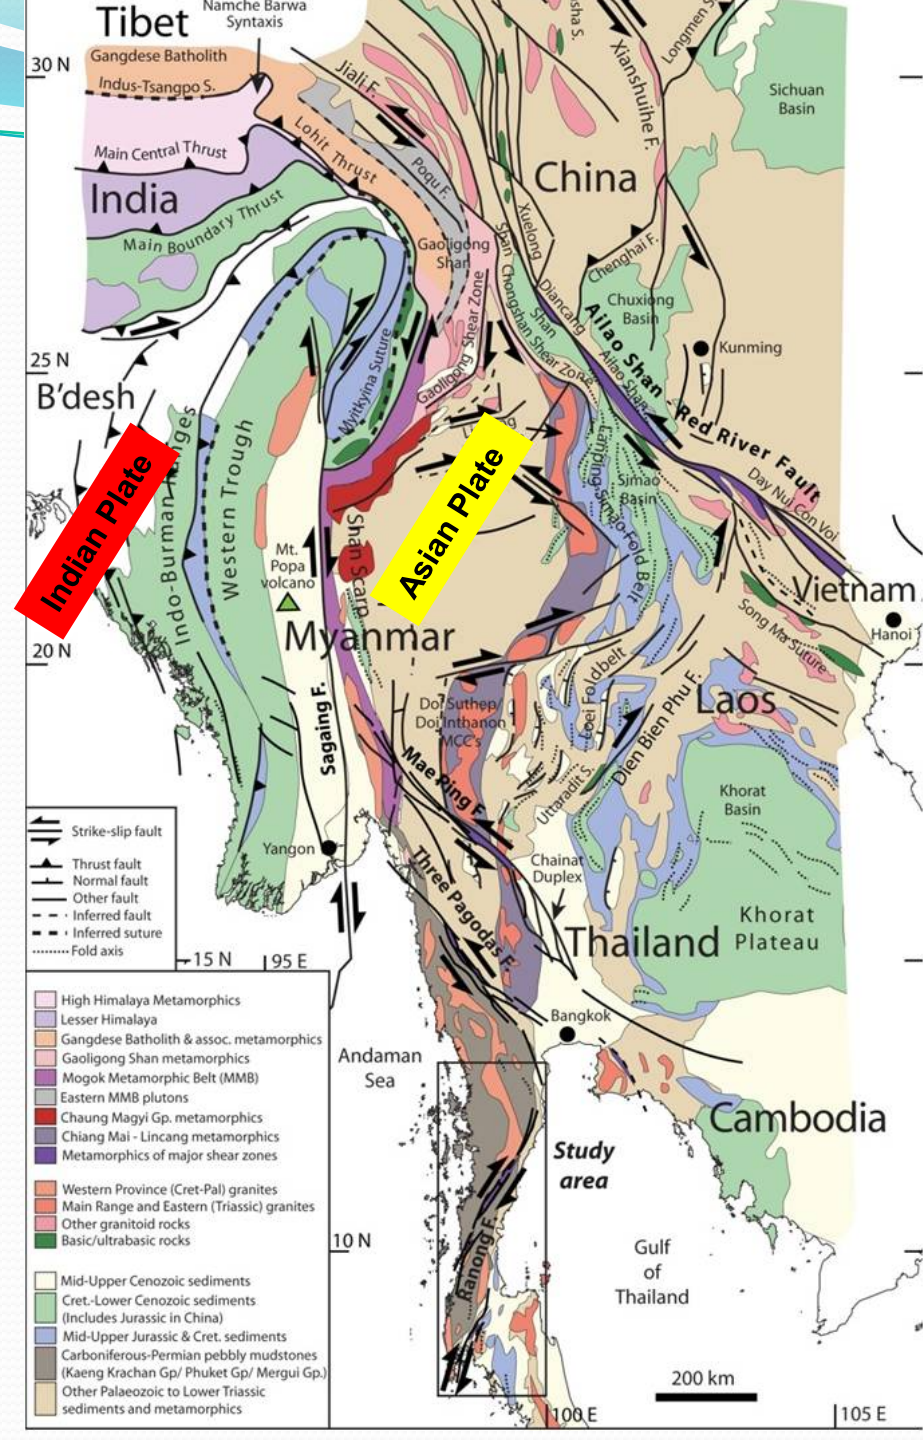 Namche Barwa
Syntaxis
Tibet
Gangdese Batholith
30 N
Indus-Tsangpo S.
Jiali F.
Xianshuihe F.
Sichuan
Basin
Lohit Thrust
Main Central Thrust
Poqu F.
China
India
Xuelong
Shan
Main Boundary Thrust
Gaoligong
Shan
Chongshan Shear Zone
Diancang
Shan
Chenghai F.
Chuxiong
Basin
Ailao Shan - Red River Fault
Ailao Shan
Gaoligong Shear Zone
Kunming
25 N
Myitkyina Suture
B'desh
Indian Plate
Asian Plate
Western Trough
Simao
Basin
Day Nui Con Voi
Shan Scarp
Mt.
Popa
volcano
Vietnam
Hanoi
Song Ma Suture
Myanmar
20 N
Laos
Loei Foldbelt
Dien Bien Phu F.
Doi Suthep/
Doi Inthanon
MCC's
Sagaing F.
Mae Ping F.
Uttaradit S.
Khorat
Basin
Strike-slip fault
Yangon
Chainat
Duplex
Thrust fault
Normal fault
Other fault
Inferred fault
Inferred suture
Fold axis
Three Pagodas F.
Khorat
Plateau
Thailand
15 N
95 E
High Himalaya Metamorphics
Lesser Himalaya
Gangdese Batholith & assoc. metamorphics
Gaoligong Shan metamorphics
Mogok Metamorphic Belt (MMB)
Eastern MMB plutons
Chaung Magyi Gp. metamorphics
Chiang Mai - Lincang metamorphics
Metamorphics of major shear zones
Western Province (Cret-Pal) granites
Main Range and Eastern (Triassic) granites
Other granitoid rocks
Basic/ultrabasic rocks
Mid-Upper Cenozoic sediments
Cret.-Lower Cenozoic sediments
(Includes Jurassic in China)
Mid-Upper Jurassic & Cret. sediments
Carboniferous-Permian pebbly mudstones
(Kaeng Krachan Gp/ Phuket Gp/ Mergui Gp.)
Other Palaeozoic to Lower Triassic
sediments and metamorphics
Bangkok
Andaman
Sea
Cambodia
Study
area
10 N
Ranong F.
Gulf
of
Thailand
200 km
100 E
105 E